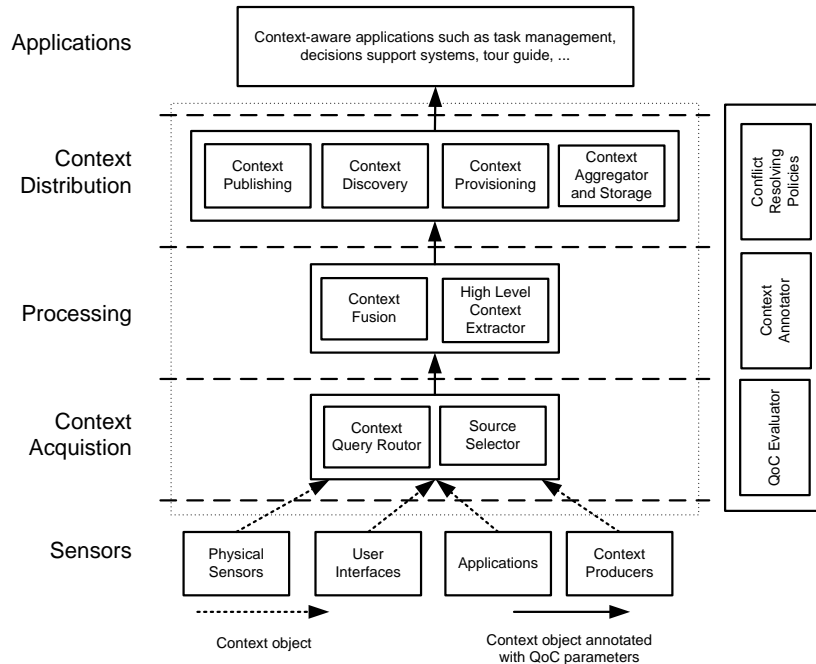 Applications
Context-aware applications such as task management,
decisions support systems, tour guide, ...
Context
Distribution
Context
Publishing
Context
Discovery
Context
Provisioning
Context
Aggregator
and Storage
Conflict
Resolving
Policies
Processing
Context
Fusion
High Level
Context
Extractor
Context
Annotator
Context
Acquistion
Context
Query Routor
Source
Selector
QoC Evaluator
Sensors
Physical
Sensors
User
Interfaces
Applications
Context
Producers
Context object
Context object annotated
with QoC parameters